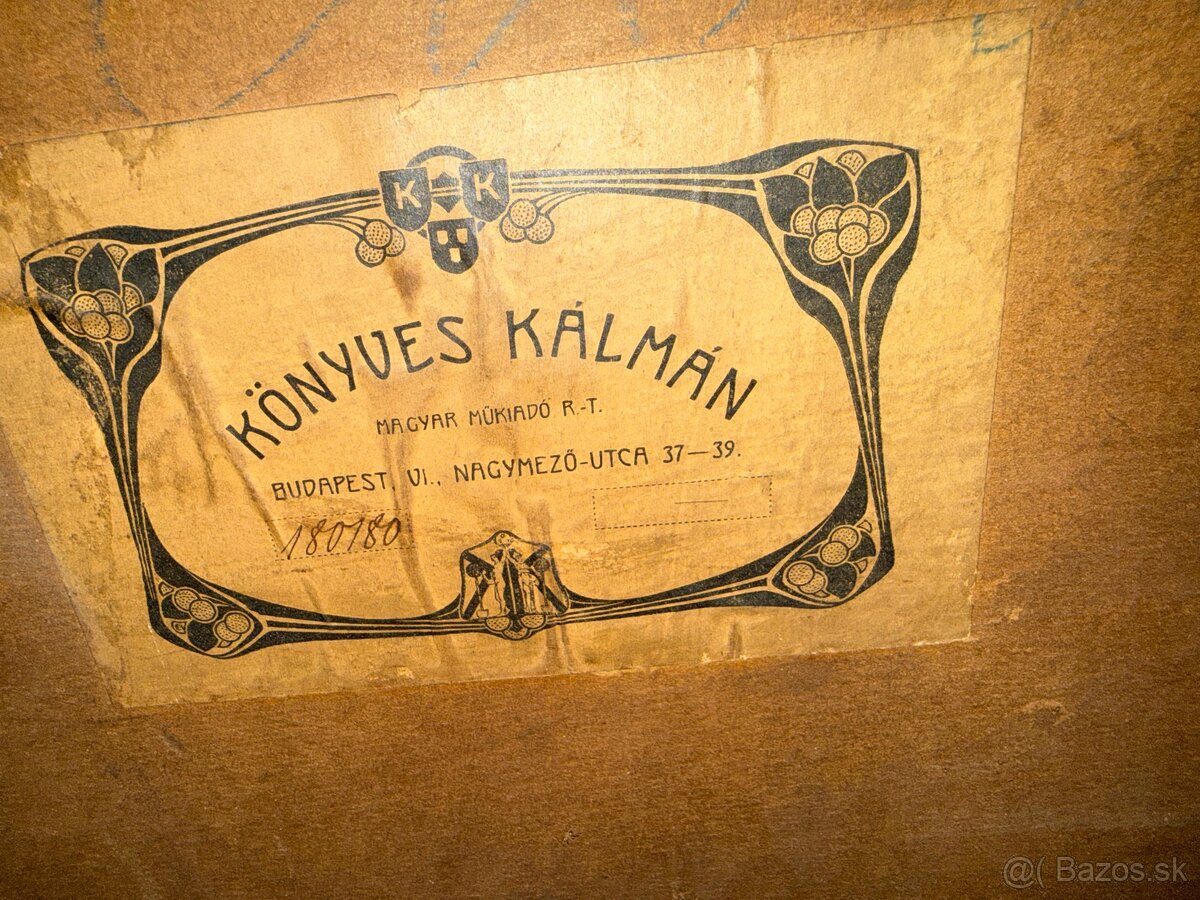 K K
KÖNYVES KÁLMÁN
MAGYAR MŰKIADÓ R.-T.
BUDAPEST, VI., NAGYMEZŐ-UTCA 37—39.
180180
@( Bazos.sk